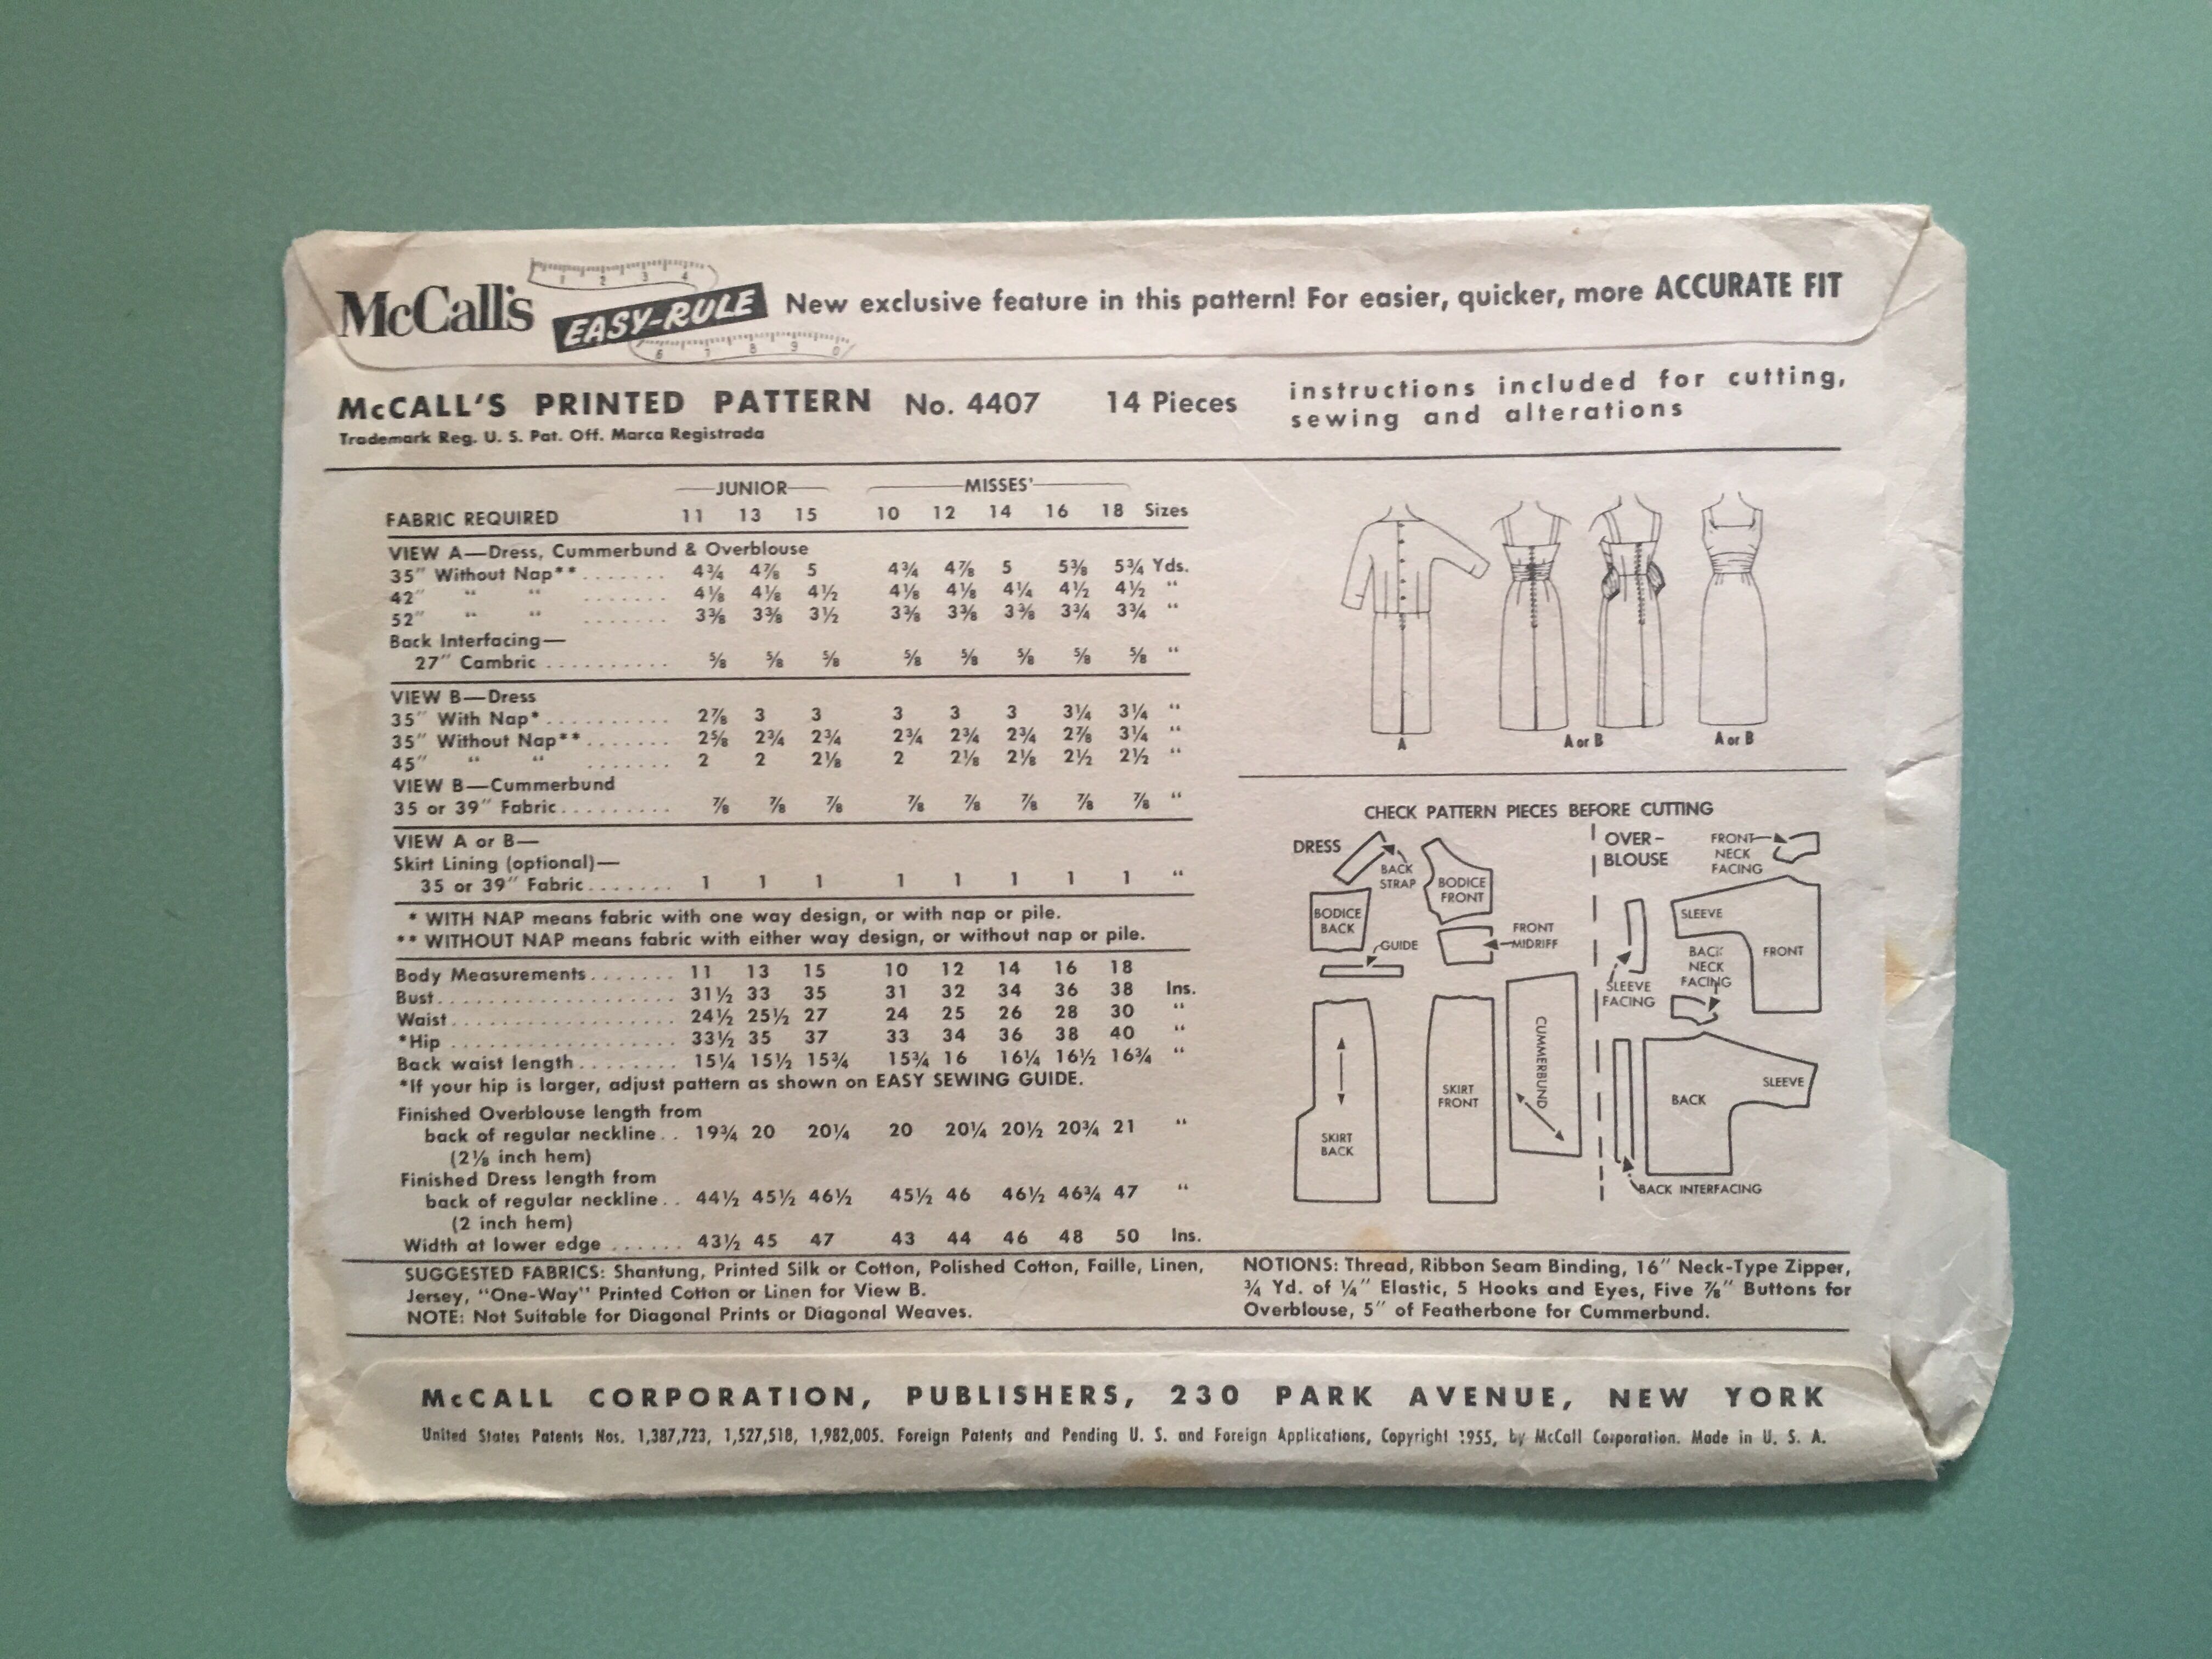 McCall's EASY-RULE New exclusive feature in this pattern! For easier, quicker, more ACCURATE FIT
1 2 3 4
6 7 8 9 0
McCALL'S PRINTED PATTERN No. 4407 14 Pieces
Trademark Reg. U. S. Pat. Off. Marca Registrada
instructions included for cutting,
sewing and alterations
JUNIOR MISSES'
FABRIC REQUIRED 11 13 15 10 12 14 16 18 Sizes
VIEW A—Dress, Cummerbund & Overblouse
35" Without Nap**....... 4¾ 4⅞ 5 4¾ 4⅞ 5 5⅜ 5¾ Yds.
42" " " ....... 4⅛ 4⅛ 4½ 4⅛ 4⅛ 4¼ 4½ 4½ "
52" " " ....... 3⅜ 3⅜ 3½ 3⅜ 3⅜ 3⅜ 3¾ 3¾ "
Back Interfacing—
27" Cambric .......... ⅝ ⅝ ⅝ ⅝ ⅝ ⅝ ⅝ ⅝ "
VIEW B—Dress
35" With Nap*.......... 2⅞ 3 3 3 3 3 3¼ 3¼ "
35" Without Nap**....... 2⅝ 2¾ 2¾ 2¾ 2¾ 2¾ 2⅞ 3¼ "
45" " " ....... 2 2 2⅛ 2 2⅛ 2⅛ 2½ 2½ "
VIEW B—Cummerbund
35 or 39" Fabric......... ⅞ ⅞ ⅞ ⅞ ⅞ ⅞ ⅞ ⅞ "
VIEW A or B—
Skirt Lining (optional)—
35 or 39" Fabric....... 1 1 1 1 1 1 1 1 "
* WITH NAP means fabric with one way design, or with nap or pile.
** WITHOUT NAP means fabric with either way design, or without nap or pile.
Body Measurements....... 11 13 15 10 12 14 16 18
Bust................... 31½ 33 35 31 32 34 36 38 Ins.
Waist.................. 24½ 25½ 27 24 25 26 28 30 "
*Hip .................. 33½ 35 37 33 34 36 38 40 "
Back waist length........ 15¼ 15½ 15¾ 15¾ 16 16¼ 16½ 16¾ "
*If your hip is larger, adjust pattern as shown on EASY SEWING GUIDE.
Finished Overblouse length from
back of regular neckline.. 19¾ 20 20¼ 20 20¼ 20½ 20¾ 21 "
(2⅛ inch hem)
Finished Dress length from
back of regular neckline.. 44½ 45½ 46½ 45½ 46 46½ 46¾ 47 "
(2 inch hem)
Width at lower edge ...... 43½ 45 47 43 44 46 48 50 Ins.
A A or B A or B
CHECK PATTERN PIECES BEFORE CUTTING
DRESS
BACK
STRAP
BODICE
FRONT
BODICE
BACK
GUIDE
FRONT
MIDRIFF
SKIRT
BACK
SKIRT
FRONT
CUMMERBUND
OVER-
BLOUSE
FRONT
NECK
FACING
SLEEVE
FRONT
BACK
NECK
FACING
SLEEVE
FACING
SLEEVE
BACK
BACK INTERFACING
SUGGESTED FABRICS: Shantung, Printed Silk or Cotton, Polished Cotton, Faille, Linen,
Jersey, "One-Way" Printed Cotton or Linen for View B.
NOTE: Not Suitable for Diagonal Prints or Diagonal Weaves.
NOTIONS: Thread, Ribbon Seam Binding, 16" Neck-Type Zipper,
¾ Yd. of ¼" Elastic, 5 Hooks and Eyes, Five ⅞" Buttons for
Overblouse, 5" of Featherbone for Cummerbund.
McCALL CORPORATION, PUBLISHERS, 230 PARK AVENUE, NEW YORK
United States Patents Nos. 1,387,723, 1,527,518, 1,982,005. Foreign Patents and Pending U. S. and Foreign Applications, Copyright 1955, by McCall Corporation. Made in U. S. A.